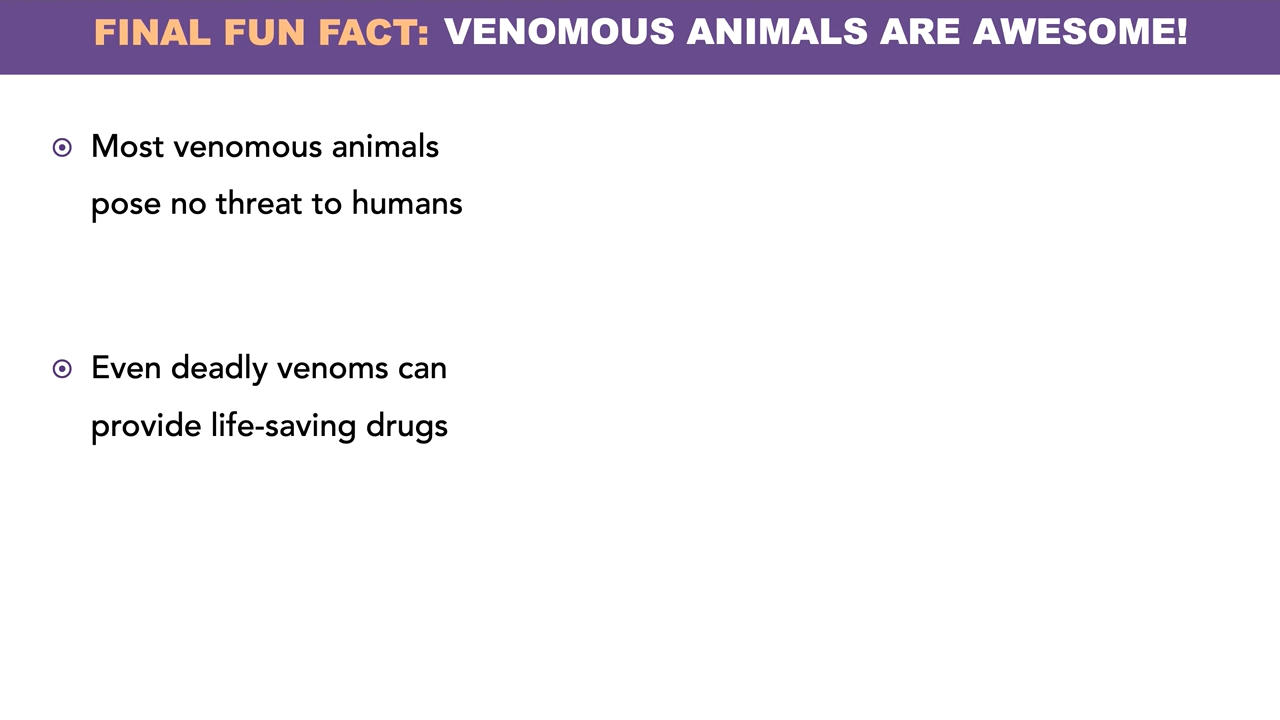 FINAL FUN FACT: VENOMOUS ANIMALS ARE AWESOME!
Most venomous animals
pose no threat to humans
Even deadly venoms can
provide life-saving drugs